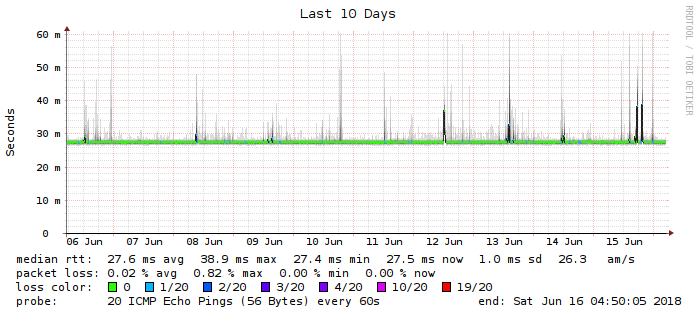 Last 10 Days
RRDTOOL / TOBI OETIKER
Seconds
60 m
50 m
40 m
30 m
20 m
10 m
0
06 Jun 07 Jun 08 Jun 09 Jun 10 Jun 11 Jun 12 Jun 13 Jun 14 Jun 15 Jun
median rtt: 27.6 ms avg 38.9 ms max 27.4 ms min 27.5 ms now 1.0 ms sd 26.3 am/s
packet loss: 0.02 % avg 0.82 % max 0.00 % min 0.00 % now
loss color: 0 1/20 2/20 3/20 4/20 10/20 19/20
probe: 20 ICMP Echo Pings (56 Bytes) every 60s end: Sat Jun 16 04:50:05 2018